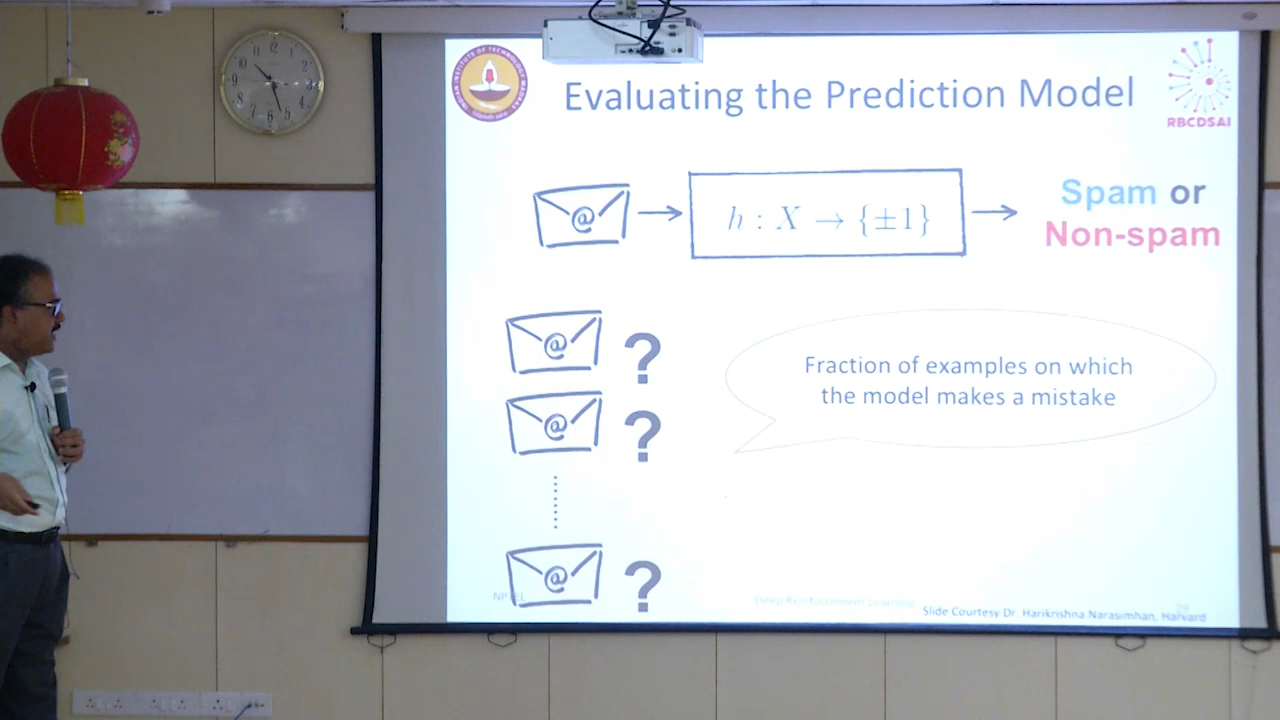 Evaluating the Prediction Model
RBCDSAI
@
h : X → {±1}
Spam or
Non-spam
@
?
Fraction of examples on which
the model makes a mistake
@
?
@
?
NPTEL
Deep Reinforcement Learning
Slide Courtesy Dr. Harikrishna Narasimhan, Harvard